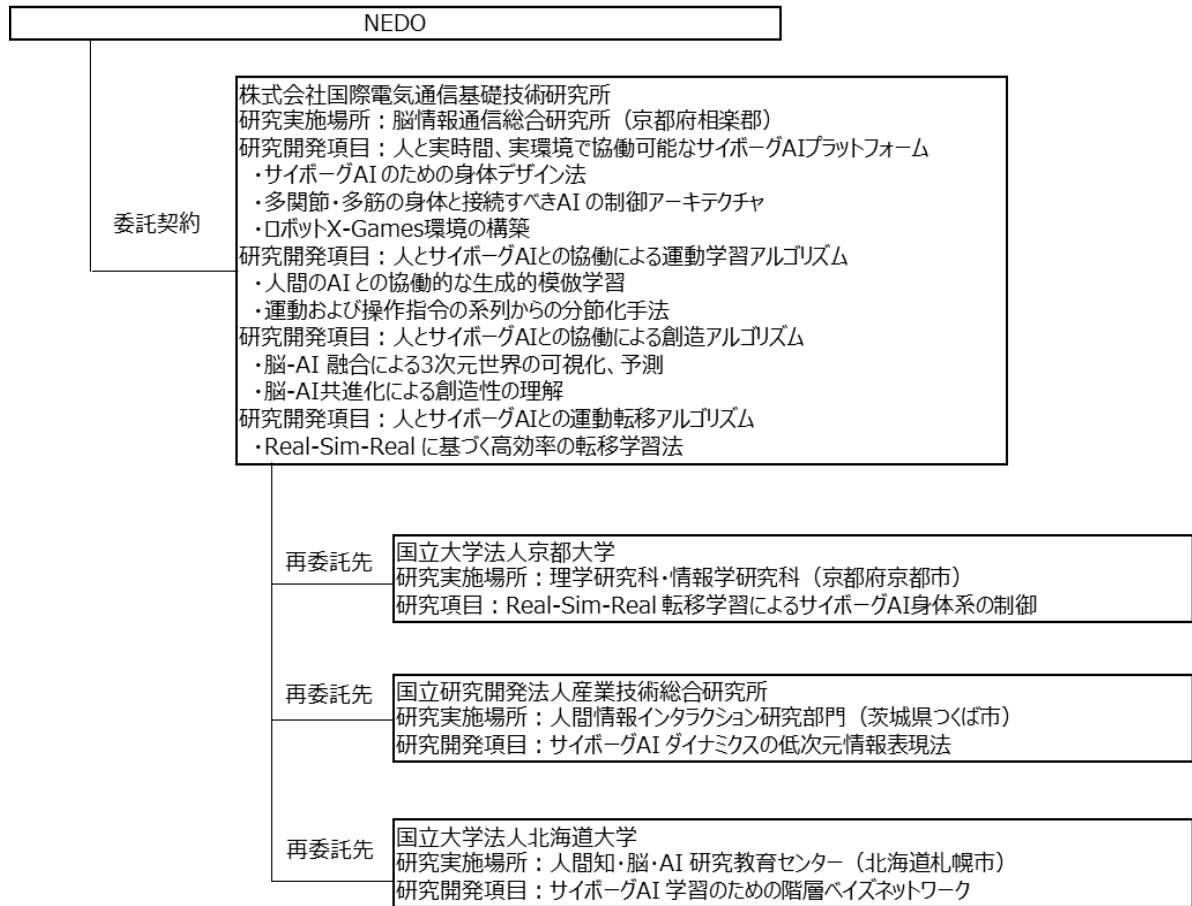 NEDO
委託契約
株式会社国際電気通信基礎技術研究所
研究実施場所：脳情報通信総合研究所（京都府相楽郡）
研究開発項目：人と実時間、実環境で協働可能なサイボーグAIプラットフォーム
・サイボーグAI のための身体デザイン法
・多関節・多筋の身体と接続すべきAI の制御アーキテクチャ
・ロボットX-Games環境の構築
研究開発項目：人とサイボーグAIとの協働による運動学習アルゴリズム
・人間のAI との協働的な生成的模倣学習
・運動および操作指令の系列からの分節化手法
研究開発項目：人とサイボーグAIとの協働による創造アルゴリズム
・脳-AI 融合による3次元世界の可視化、予測
・脳-AI共進化による創造性の理解
研究開発項目：人とサイボーグAIとの運動転移アルゴリズム
・Real-Sim-Real に基づく高効率の転移学習法
再委託先
国立大学法人京都大学
研究実施場所：理学研究科・情報学研究科（京都府京都市）
研究項目：Real-Sim-Real 転移学習によるサイボーグAI身体系の制御
再委託先
国立研究開発法人産業技術総合研究所
研究実施場所：人間情報インタラクション研究部門（茨城県つくば市）
研究開発項目：サイボーグAI ダイナミクスの低次元情報表現法
再委託先
国立大学法人北海道大学
研究実施場所：人間知・脳・AI 研究教育センター（北海道札幌市）
研究開発項目：サイボーグAI 学習のための階層ベイズネットワーク